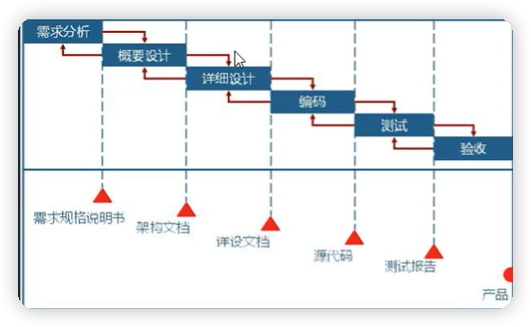 需求分析
概要设计
详细设计
编码
测试
验收
需求规格说明书
架构文档
详设文档
源代码
测试报告
产品